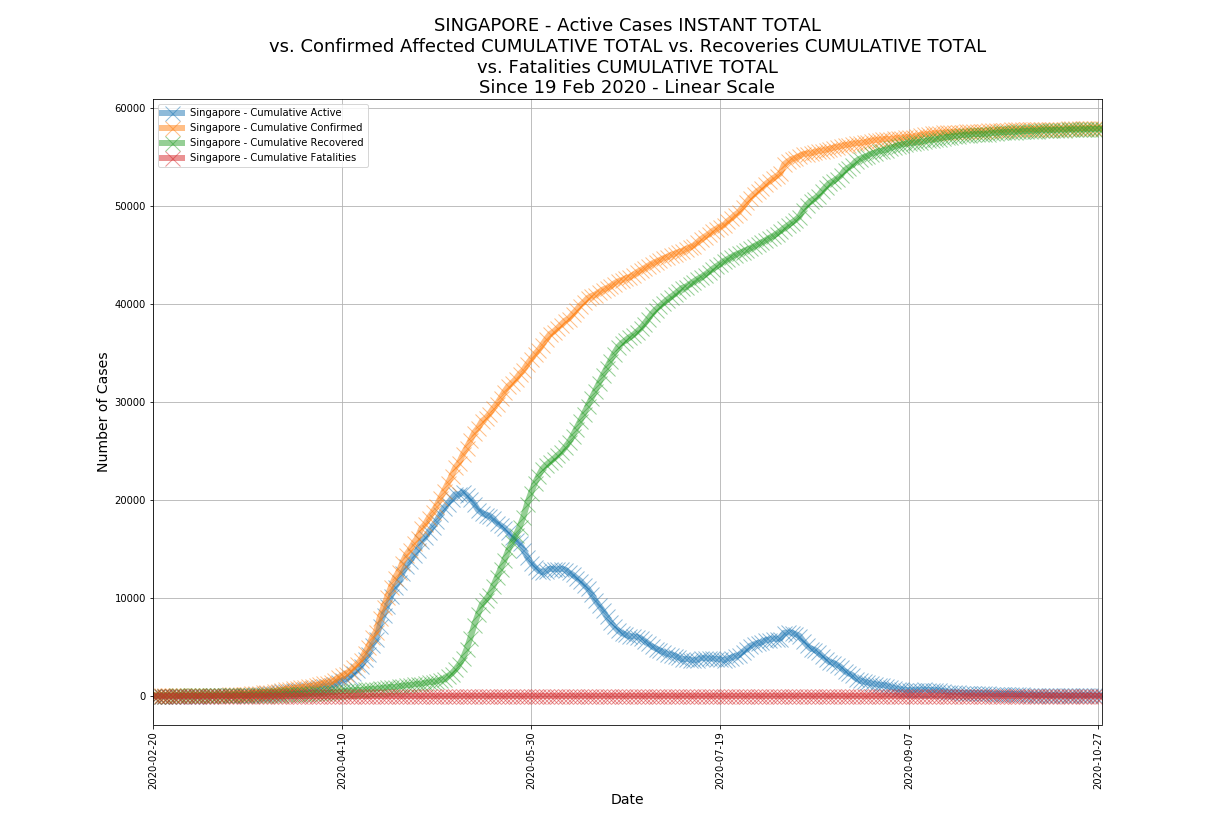 SINGAPORE - Active Cases INSTANT TOTAL
vs. Confirmed Affected CUMULATIVE TOTAL vs. Recoveries CUMULATIVE TOTAL
vs. Fatalities CUMULATIVE TOTAL
Since 19 Feb 2020 - Linear Scale
Singapore - Cumulative Active
Singapore - Cumulative Confirmed
Singapore - Cumulative Recovered
Singapore - Cumulative Fatalities
60000
50000
40000
30000
20000
10000
0
Number of Cases
2020-02-20
2020-04-10
2020-05-30
2020-07-19
2020-09-07
2020-10-27
Date